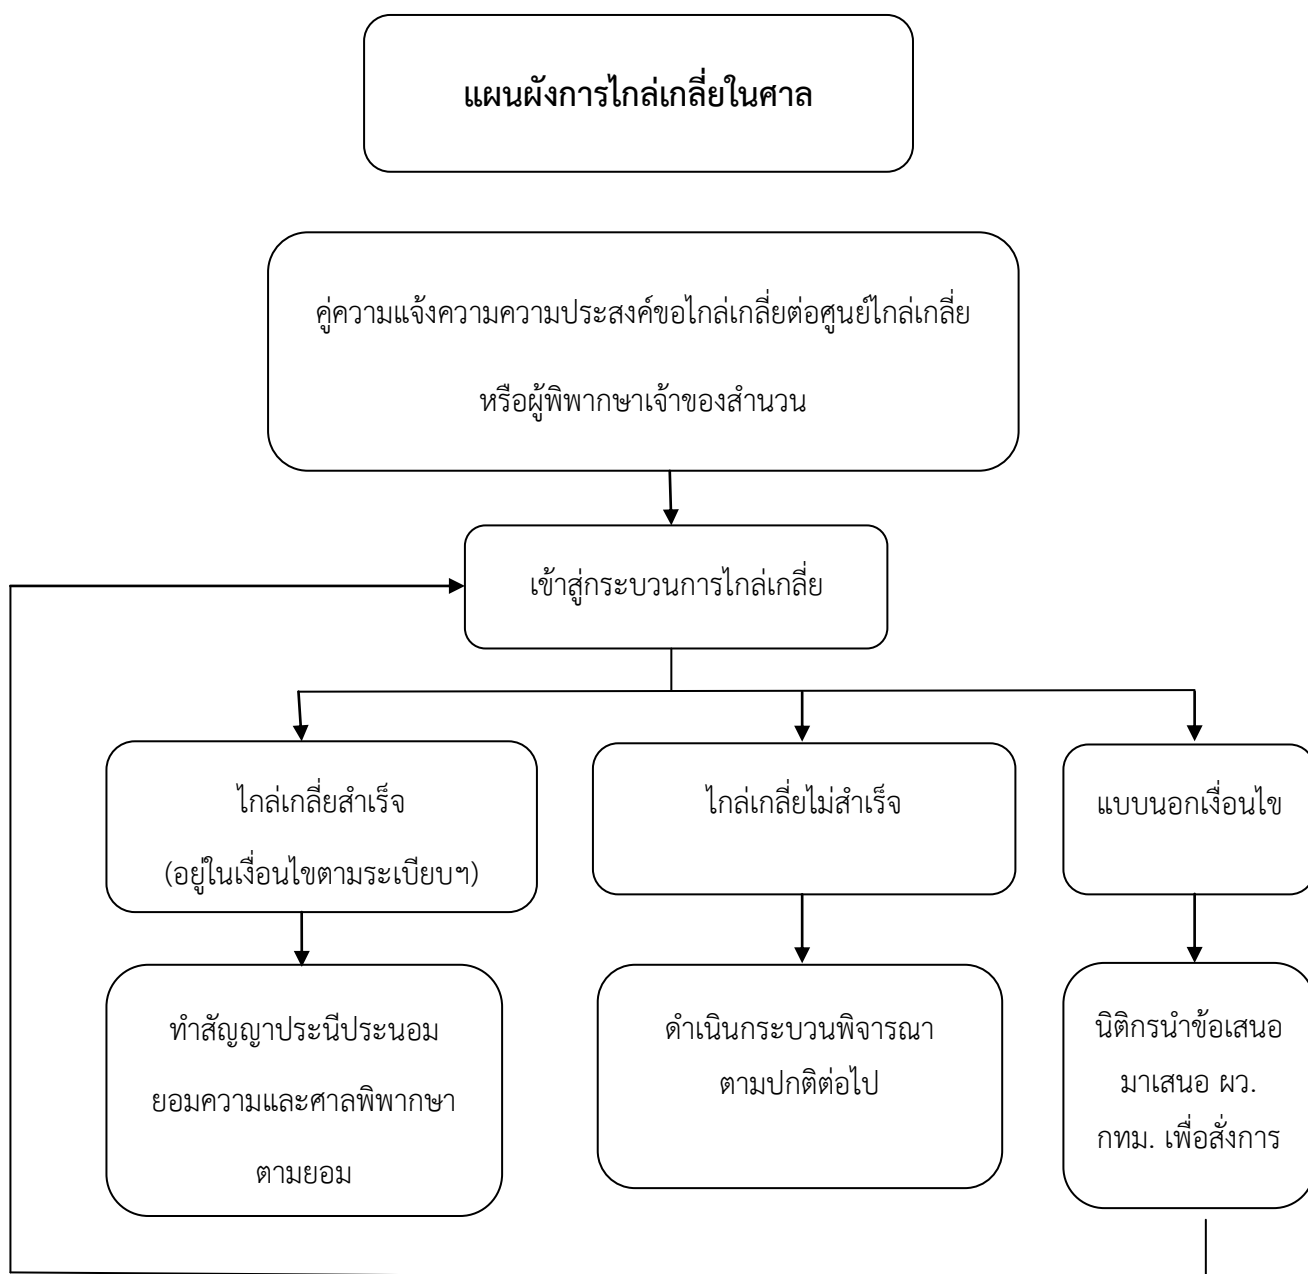 แผนผังการไกล่เกลี่ยในศาล
คู่ความแจ้งความความประสงค์ขอไกล่เกลี่ยต่อศูนย์ไกล่เกลี่ย
หรือผู้พิพากษาเจ้าของสำนวน
เข้าสู่กระบวนการไกล่เกลี่ย
ไกล่เกลี่ยสำเร็จ
(อยู่ในเงื่อนไขตามระเบียบฯ)
ไกล่เกลี่ยไม่สำเร็จ
แบบนอกเงื่อนไข
ทำสัญญาประนีประนอม
ยอมความและศาลพิพากษา
ตามยอม
ดำเนินกระบวนพิจารณา
ตามปกติต่อไป
นิติกรนำข้อเสนอ
มาเสนอ ผว.
กทม. เพื่อสั่งการ